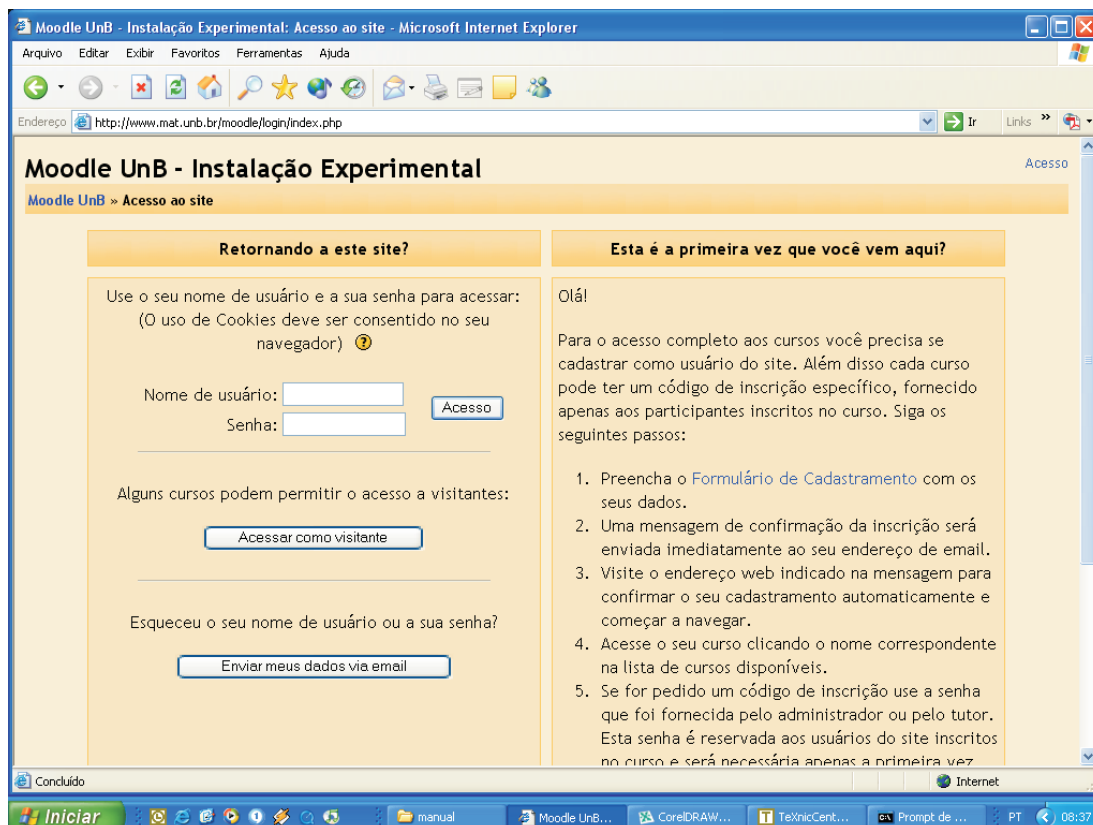 Moodle UnB - Instalação Experimental: Acesso ao site - Microsoft Internet Explorer
Arquivo Editar Exibir Favoritos Ferramentas Ajuda
Endereço http://www.mat.unb.br/moodle/login/index.php Ir Links »
Moodle UnB - Instalação Experimental
Acesso
Moodle UnB » Acesso ao site
Retornando a este site?
Use o seu nome de usuário e a sua senha para acessar:
(O uso de Cookies deve ser consentido no seu
navegador) ?
Nome de usuário:
Senha:
Acesso
Alguns cursos podem permitir o acesso a visitantes:
Acessar como visitante
Esqueceu o seu nome de usuário ou a sua senha?
Enviar meus dados via email
Esta é a primeira vez que você vem aqui?
Olá!
Para o acesso completo aos cursos você precisa se
cadastrar como usuário do site. Além disso cada curso
pode ter um código de inscrição específico, fornecido
apenas aos participantes inscritos no curso. Siga os
seguintes passos:
1. Preencha o Formulário de Cadastramento com os
seus dados.
2. Uma mensagem de confirmação da inscrição será
enviada imediatamente ao seu endereço de email.
3. Visite o endereço web indicado na mensagem para
confirmar o seu cadastramento automaticamente e
começar a navegar.
4. Acesse o seu curso clicando o nome correspondente
na lista de cursos disponíveis.
5. Se for pedido um código de inscrição use a senha
que foi fornecida pelo administrador ou pelo tutor.
Esta senha é reservada aos usuários do site inscritos
no curso e será necessária apenas a primeira vez
Concluído Internet
Iniciar manual Moodle UnB... CorelDRAW... TeXnicCent... Prompt de ... PT 08:37